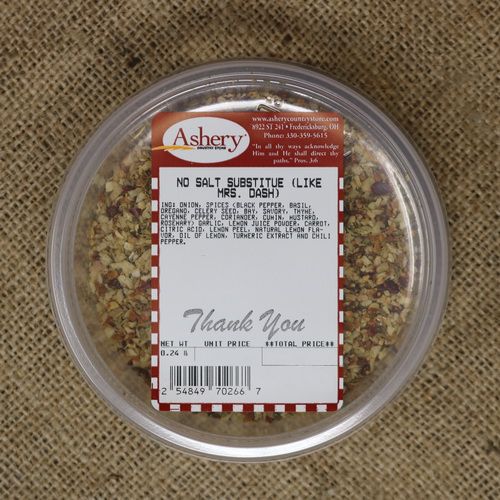 Ashery
COUNTRY STORE
www.asherycountrystore.com
8922 ST 241 • Fredericksburg, OH
Phone: 330-359-5615
"In all thy ways acknowledge
Him and He shall direct thy
paths." Prov. 3:6
NO SALT SUBSTITUE (LIKE
MRS. DASH)
ING: ONION, SPICES (BLACK PEPPER, BASIL,
OREGANO, CELERY SEED, BAY, SAVORY, THYME,
CAYENNE PEPPER, CORIANDER, CUMIN, MUSTARD,
ROSEMARY) GARLIC, LEMON JUICE POWDER, CARROT,
CITRIC ACID, LEMON PEEL, NATURAL LEMON FLA-
VOR, OIL OF LEMON, TURMERIC EXTRACT AND CHILI
PEPPER.
Thank You
NET WT UNIT PRICE **TOTAL PRICE**
0.24 lb
2 54849 70266 7